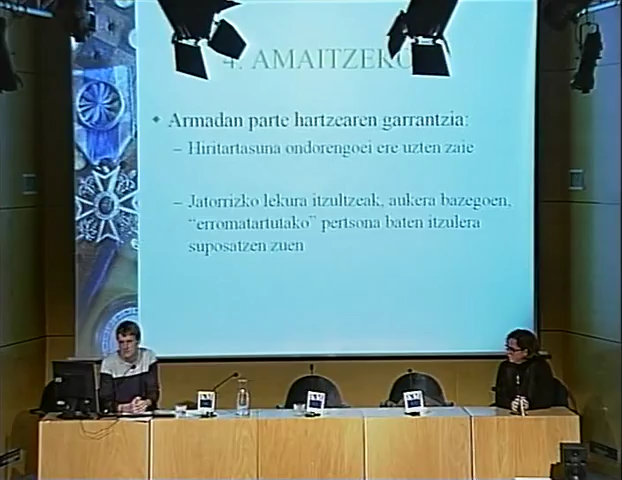 4. AMAITZEKO
• Armadan parte hartzearen garrantzia:
– Hiritartasuna ondorengoei ere uzten zaie
– Jatorrizko lekura itzultzeak, aukera bazegoen,
“erromatartutako” pertsona baten itzulera
suposatzen zuen